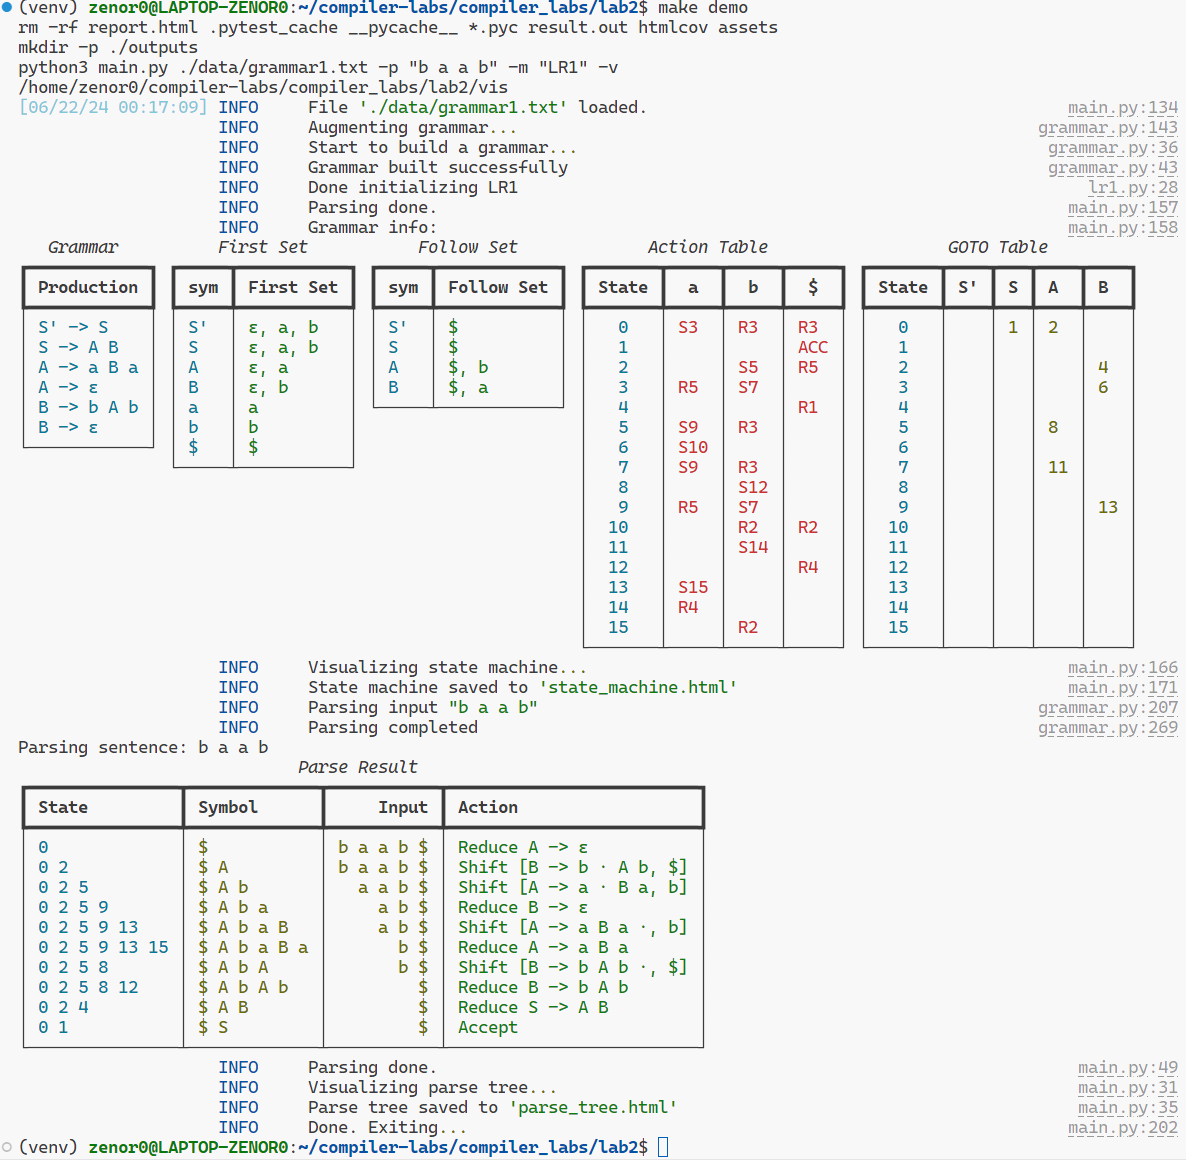 (venv) zenor0@LAPTOP-ZENOR0:~/compiler-labs/compiler_labs/lab2$ make demo
rm -rf report.html .pytest_cache __pycache__ *.pyc result.out htmlcov assets
mkdir -p ./outputs
python3 main.py ./data/grammar1.txt -p "b a a b" -m "LR1" -v
/home/zenor0/compiler-labs/compiler_labs/lab2/vis
[06/22/24 00:17:09] INFO File './data/grammar1.txt' loaded. main.py:134
INFO Augmenting grammar... grammar.py:143
INFO Start to build a grammar... grammar.py:36
INFO Grammar built successfully grammar.py:43
INFO Done initializing LR1 lr1.py:28
INFO Parsing done. main.py:157
INFO Grammar info: main.py:158
Grammar First Set Follow Set Action Table GOTO Table
Production sym First Set sym Follow Set State a b $ State S' S A B
S' -> S S' ε, a, b S' $ 0 S3 R3 R3 0 1 2
S -> A B S ε, a, b S $ 1 ACC 1
A -> a B a A ε, a A $, b 2 S5 R5 2 4
A -> ε B ε, b B $, a 3 R5 S7 3 6
B -> b A b a a 4 R1 4
B -> ε b b 5 S9 R3 5 8
$ $ 6 S10 6
7 S9 R3 7 11
8 S12 8
9 R5 S7 9 13
10 R2 R2 10
11 S14 11
12 R4 12
13 S15 13
14 R4 14
15 R2 15
INFO Visualizing state machine... main.py:166
INFO State machine saved to 'state_machine.html' main.py:171
INFO Parsing input "b a a b" grammar.py:207
INFO Parsing completed grammar.py:269
Parsing sentence: b a a b
Parse Result
State Symbol Input Action
0 $ b a a b $ Reduce A -> ε
0 2 $ A b a a b $ Shift [B -> b · A b, $]
0 2 5 $ A b a a b $ Shift [A -> a · B a, b]
0 2 5 9 $ A b a a b $ Reduce B -> ε
0 2 5 9 13 $ A b a B a b $ Shift [A -> a B a ·, b]
0 2 5 9 13 15 $ A b a B a b $ Reduce A -> a B a
0 2 5 8 $ A b A b $ Shift [B -> b A b ·, $]
0 2 5 8 12 $ A b A b $ Reduce B -> b A b
0 2 4 $ A B $ Reduce S -> A B
0 1 $ S $ Accept
INFO Parsing done. main.py:49
INFO Visualizing parse tree... main.py:31
INFO Parse tree saved to 'parse_tree.html' main.py:35
INFO Done. Exiting... main.py:202
(venv) zenor0@LAPTOP-ZENOR0:~/compiler-labs/compiler_labs/lab2$